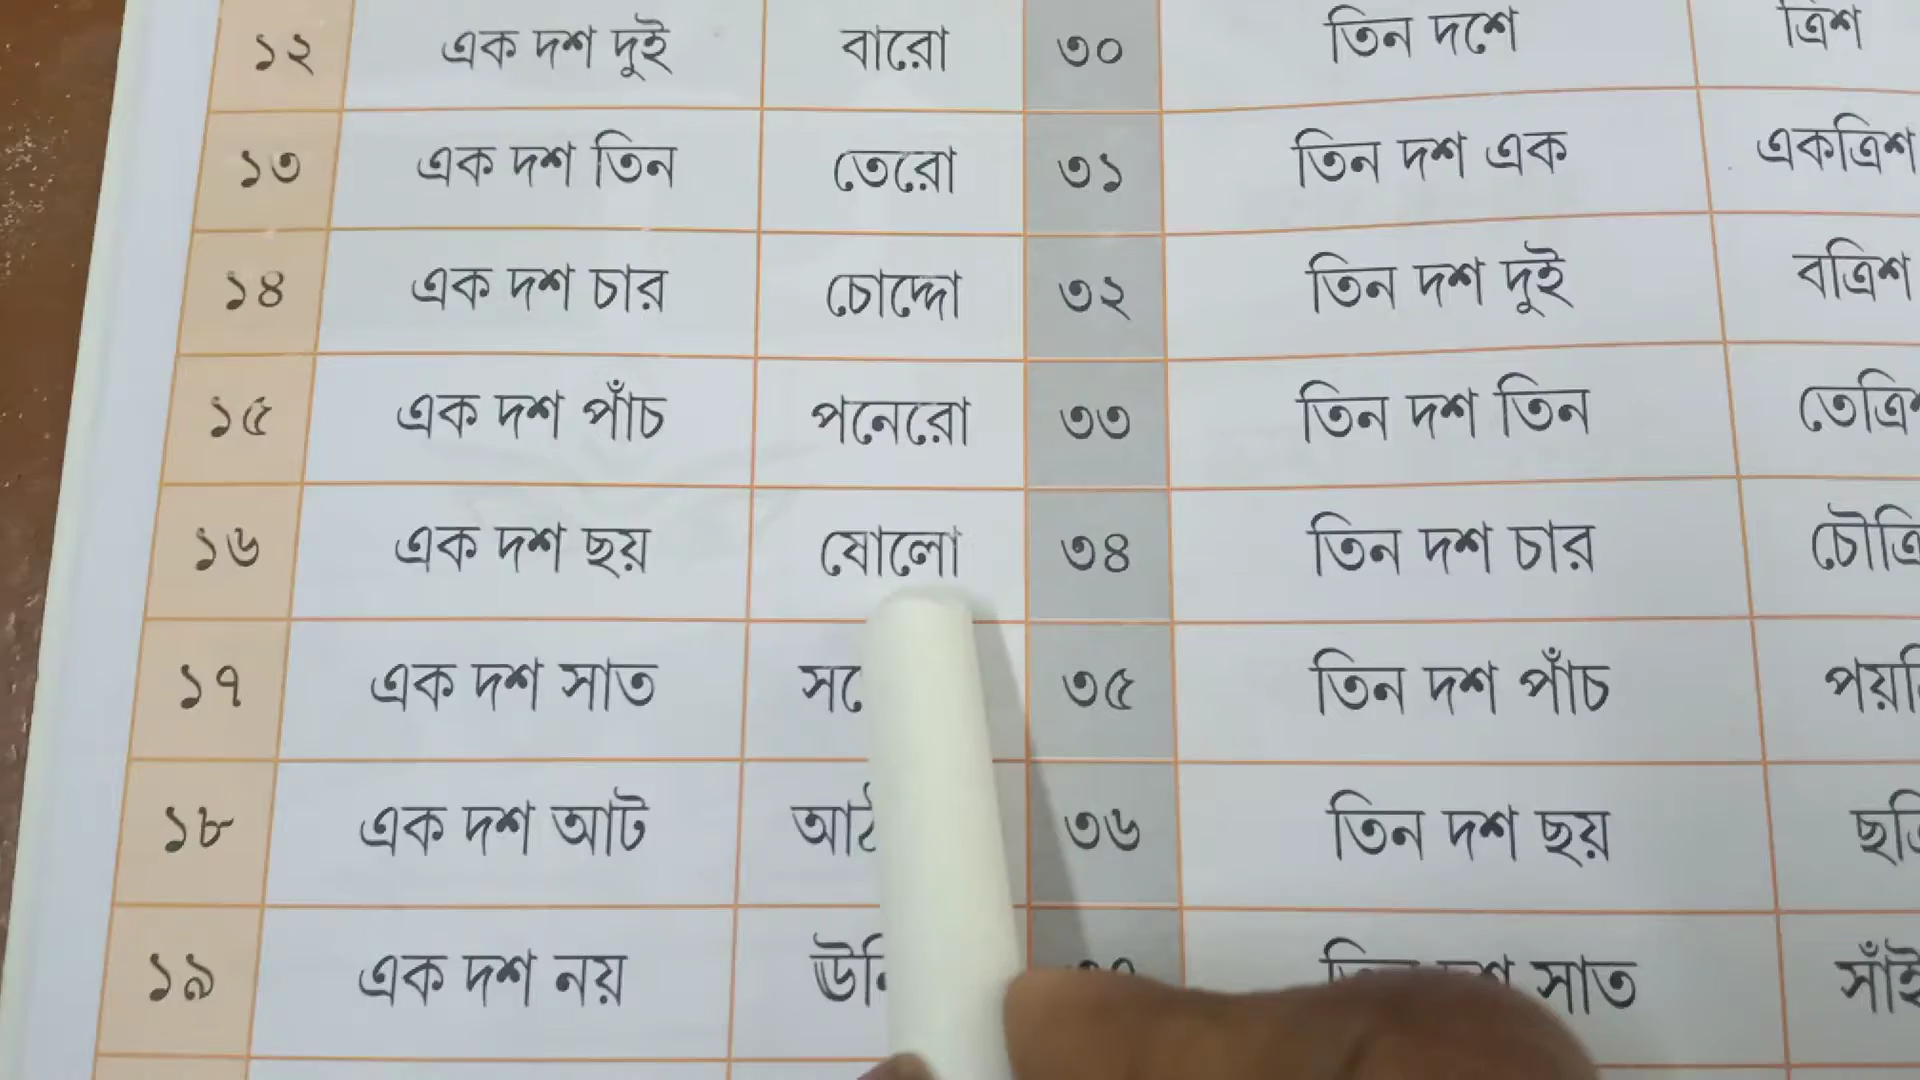 ১২ এক দশ দুই বারো ৩০ তিন দশে ত্রিশ
১৩ এক দশ তিন তেরো ৩১ তিন দশ এক একত্রিশ
১৪ এক দশ চার চোদ্দো ৩২ তিন দশ দুই বত্রিশ
১৫ এক দশ পাঁচ পনেরো ৩৩ তিন দশ তিন
১৬ এক দশ ছয় ষোলো ৩৪ তিন দশ চার
১৭ এক দশ সাত ৩৫ তিন দশ পাঁচ
১৮ এক দশ আট ৩৬ তিন দশ ছয়
১৯ এক দশ নয় সাত